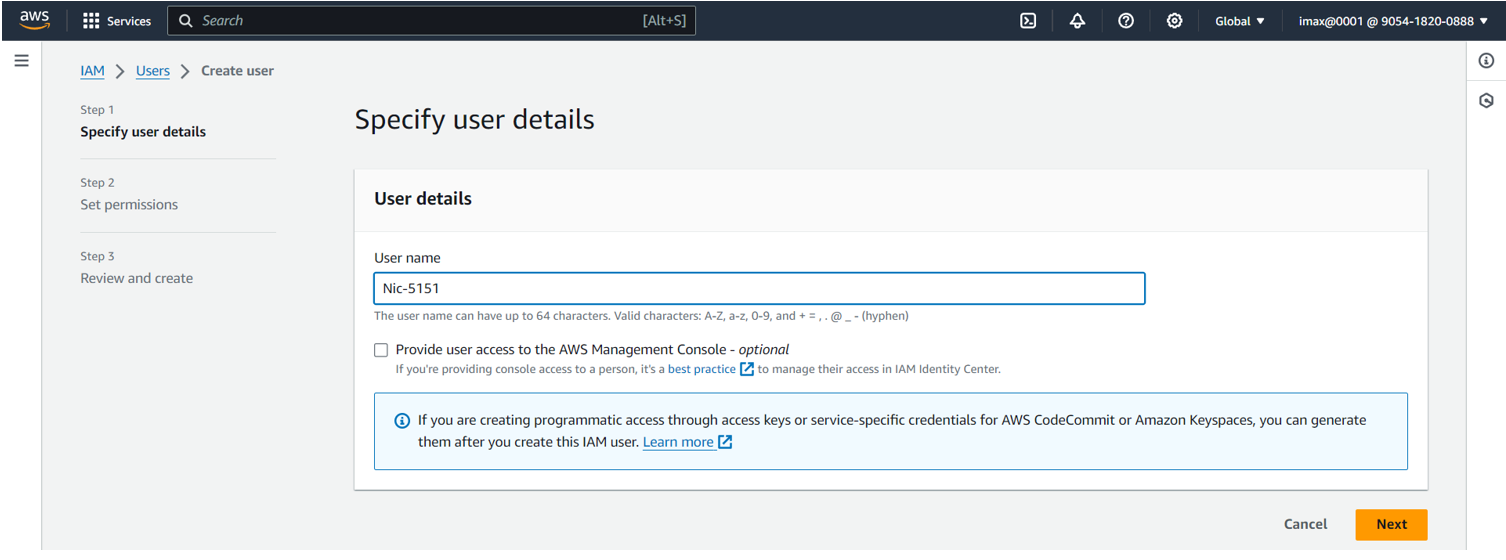 aws Services Search [Alt+S] Global imax@0001 @ 9054-1820-0888
IAM Users Create user
Step 1
Specify user details
Step 2
Set permissions
Step 3
Review and create
Specify user details
User details
User name
Nic-5151
The user name can have up to 64 characters. Valid characters: A-Z, a-z, 0-9, and + = , . @ _ - (hyphen)
Provide user access to the AWS Management Console - optional
If you're providing console access to a person, it's a best practice to manage their access in IAM Identity Center.
If you are creating programmatic access through access keys or service-specific credentials for AWS CodeCommit or Amazon Keyspaces, you can generate
them after you create this IAM user. Learn more
Cancel Next